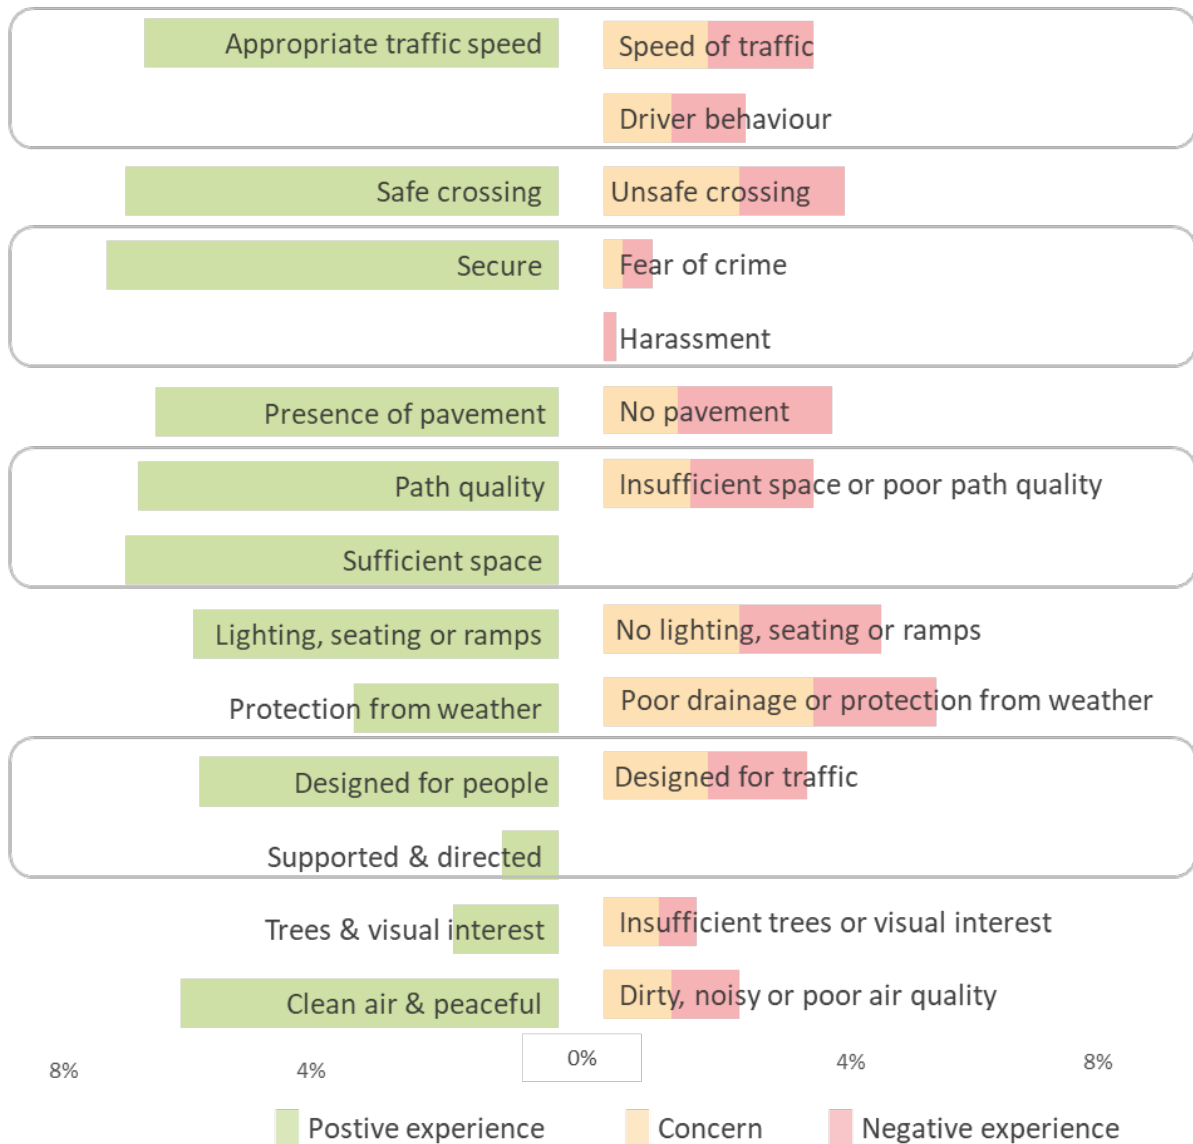 Appropriate traffic speed
Speed of traffic
Driver behaviour
Safe crossing
Unsafe crossing
Secure
Fear of crime
Harassment
Presence of pavement
No pavement
Path quality
Insufficient space or poor path quality
Sufficient space
Lighting, seating or ramps
No lighting, seating or ramps
Protection from weather
Poor drainage or protection from weather
Designed for people
Designed for traffic
Supported & directed
Trees & visual interest
Insufficient trees or visual interest
Clean air & peaceful
Dirty, noisy or poor air quality
8% 4% 0% 4% 8%
Postive experience Concern Negative experience